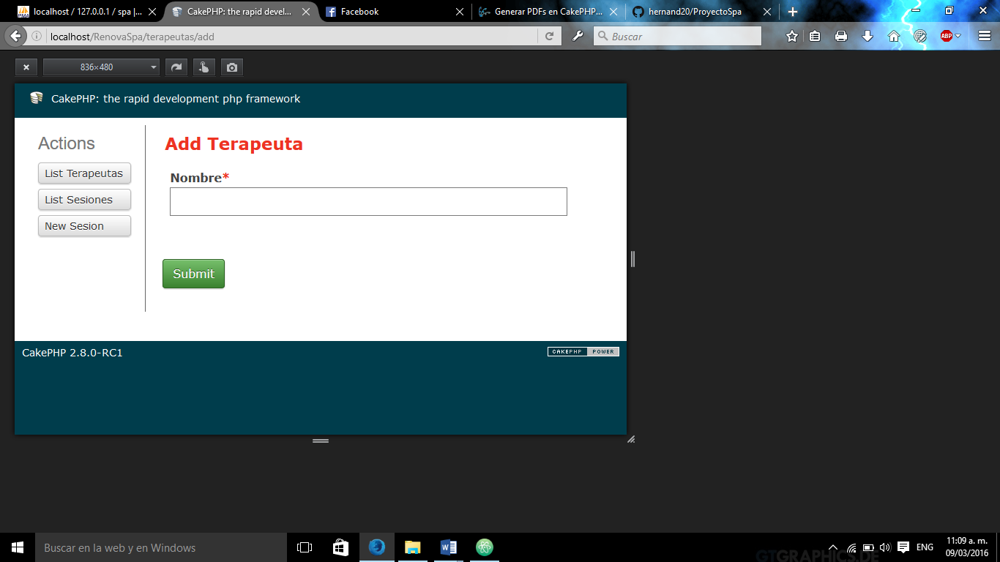 localhost / 127.0.0.1 / spa |...
CakePHP: the rapid devel...
Facebook
Generar PDFs en CakePHP...
hernand20/ProyectoSpa
localhost/RenovaSpa/terapeutas/add
Buscar
ABP
836×480
CakePHP: the rapid development php framework
Actions
List Terapeutas
List Sesiones
New Sesion
Add Terapeuta
Nombre*
Submit
CakePHP 2.8.0-RC1
CAKEPHP POWER
Buscar en la web y en Windows
ENG
11:09 a. m.
09/03/2016
GTGRAPHICS.DE